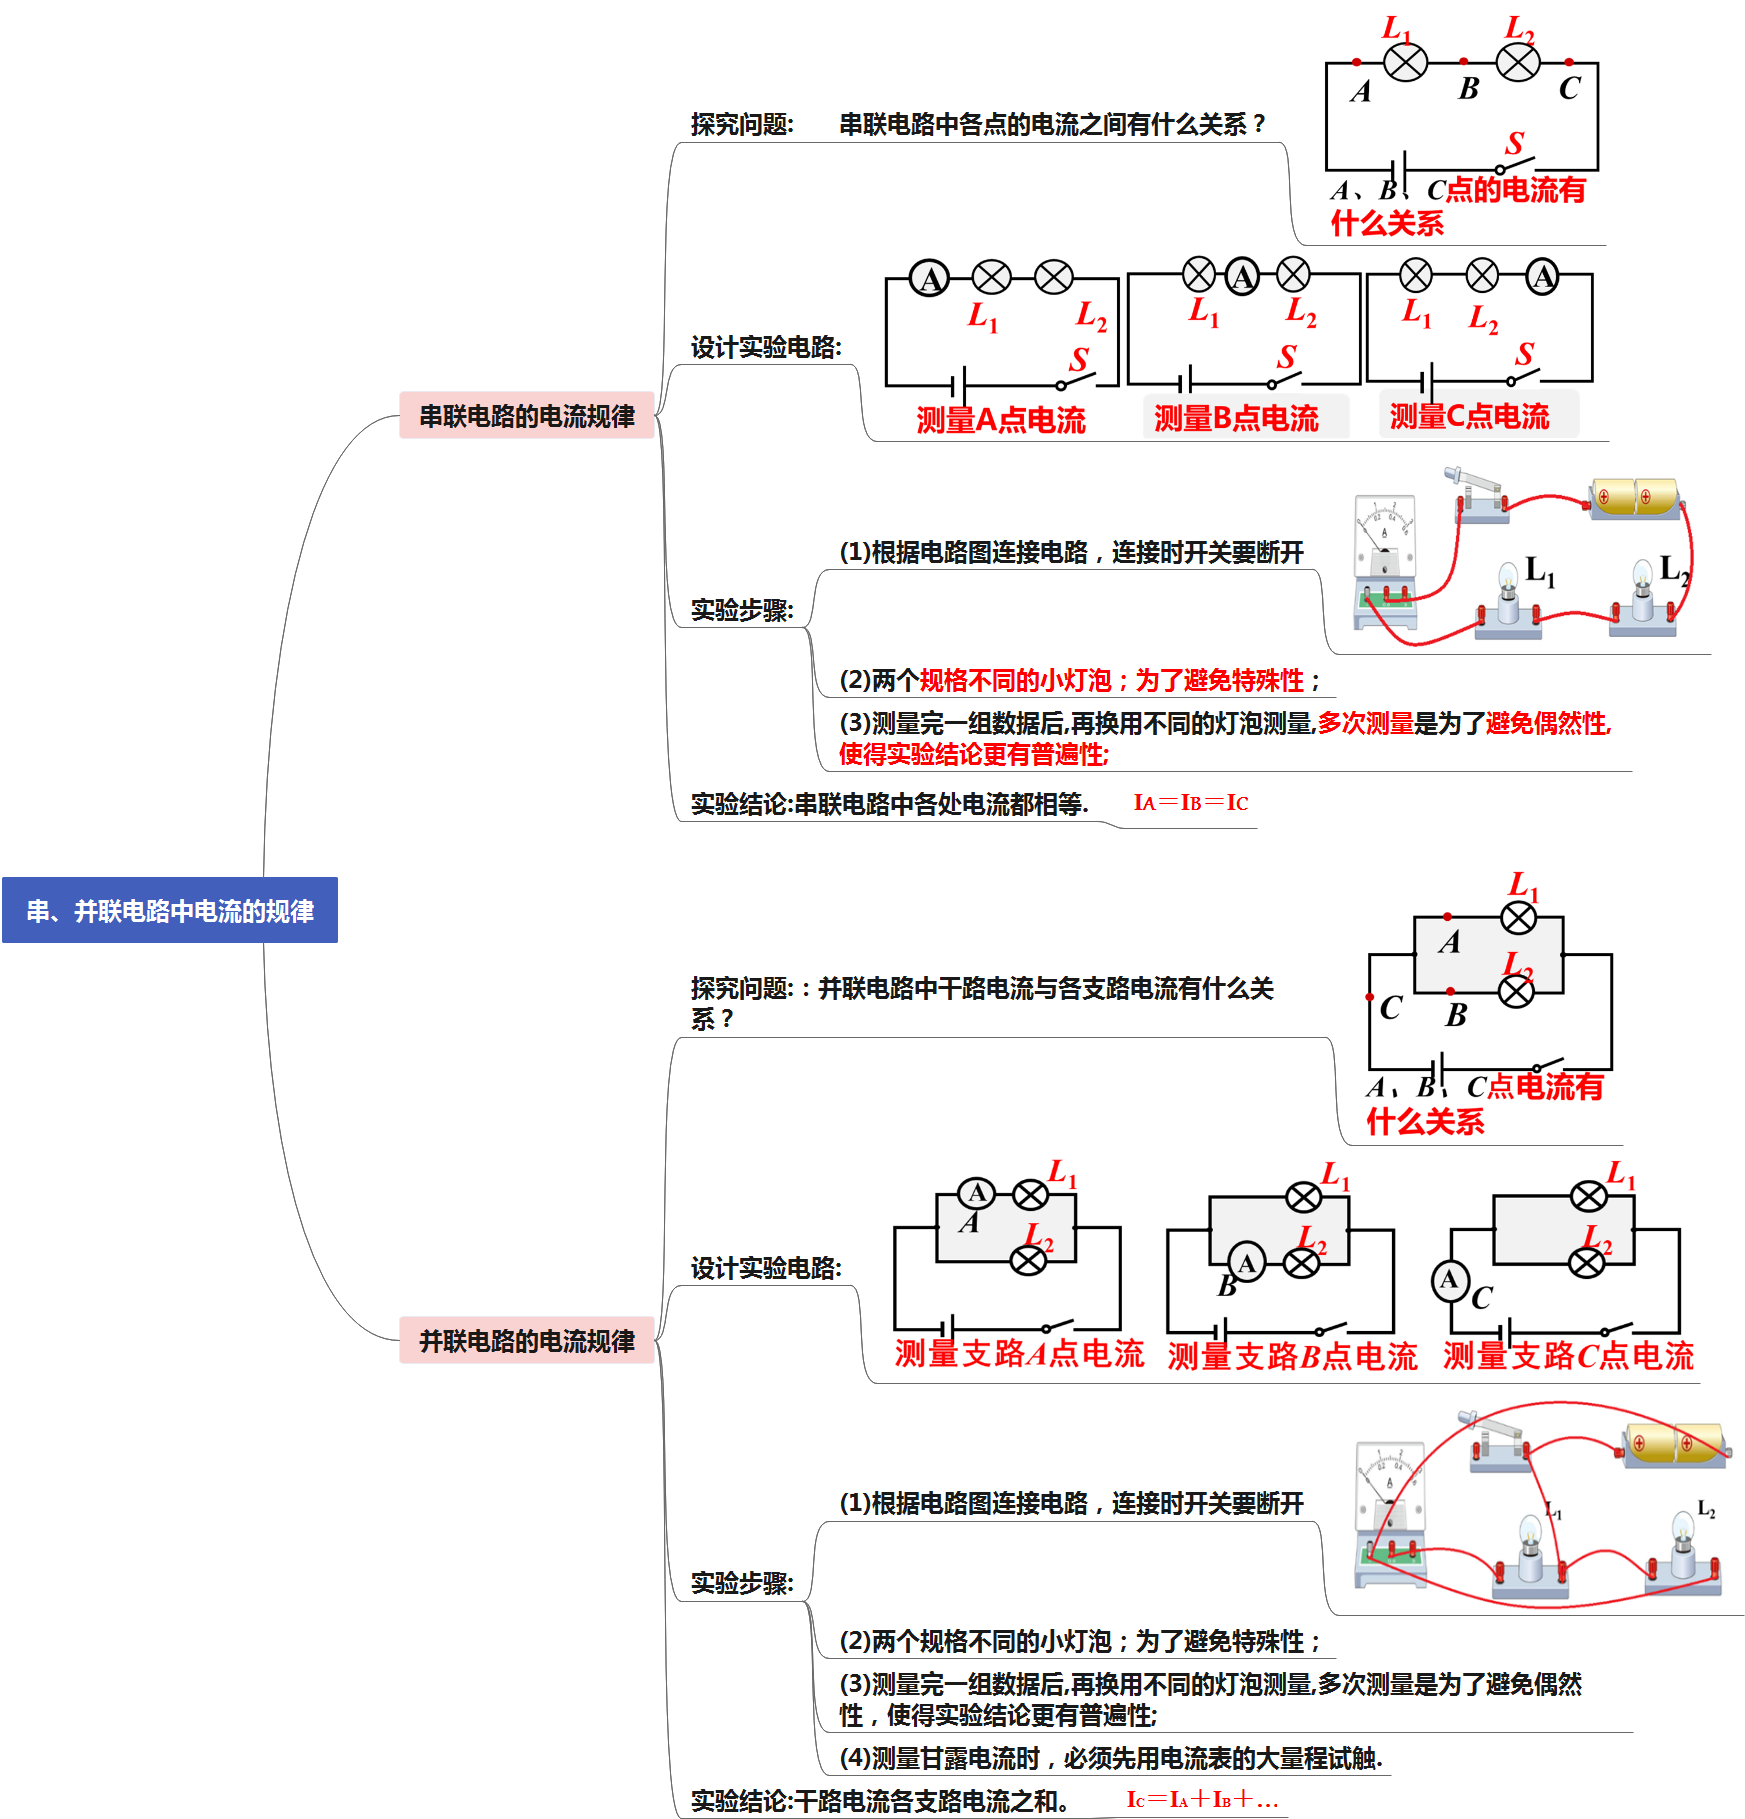 串、并联电路中电流的规律
串联电路的电流规律
探究问题: 串联电路中各点的电流之间有什么关系？
L1 L2
A B C
S
A、B、C点的电流有
什么关系
设计实验电路:
A L1 L2 S
测量A点电流
L1 A L2 S
测量B点电流
L1 L2 A S
测量C点电流
实验步骤:
(1)根据电路图连接电路，连接时开关要断开
L1 L2
(2)两个规格不同的小灯泡；为了避免特殊性；
(3)测量完一组数据后,再换用不同的灯泡测量,多次测量是为了避免偶然性,
使得实验结论更有普遍性;
实验结论:串联电路中各处电流都相等.
IA＝IB＝IC
并联电路的电流规律
探究问题:：并联电路中干路电流与各支路电流有什么关
系？
L1
A
L2
C B
A、B、C点电流有
什么关系
设计实验电路:
A L1
A L2
测量支路A点电流
L1
A L2
B
测量支路B点电流
L1
L2
A C
测量支路C点电流
实验步骤:
(1)根据电路图连接电路，连接时开关要断开
L1 L2
(2)两个规格不同的小灯泡；为了避免特殊性；
(3)测量完一组数据后,再换用不同的灯泡测量,多次测量是为了避免偶然
性，使得实验结论更有普遍性;
(4)测量甘露电流时，必须先用电流表的大量程试触.
实验结论:干路电流各支路电流之和。
IC＝IA＋IB＋…